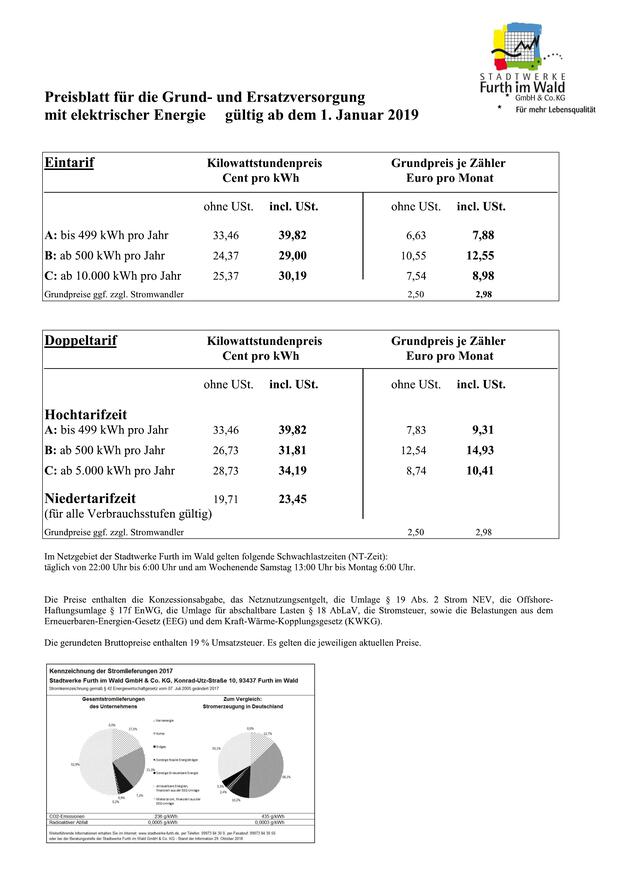 STADTWERKE
Furth im Wald
GmbH & Co. KG
* Für mehr Lebensqualität
Preisblatt für die Grund- und Ersatzversorgung
mit elektrischer Energie gültig ab dem 1. Januar 2019
Eintarif Kilowattstundenpreis Grundpreis je Zähler
Cent pro kWh Euro pro Monat
ohne USt. incl. USt. ohne USt. incl. USt.
A: bis 499 kWh pro Jahr 33,46 39,82 6,63 7,88
B: ab 500 kWh pro Jahr 24,37 29,00 10,55 12,55
C: ab 10.000 kWh pro Jahr 25,37 30,19 7,54 8,98
Grundpreise ggf. zzgl. Stromwandler 2,50 2,98
Doppeltarif Kilowattstundenpreis Grundpreis je Zähler
Cent pro kWh Euro pro Monat
ohne USt. incl. USt. ohne USt. incl. USt.
Hochtarifzeit
A: bis 499 kWh pro Jahr 33,46 39,82 7,83 9,31
B: ab 500 kWh pro Jahr 26,73 31,81 12,54 14,93
C: ab 5.000 kWh pro Jahr 28,73 34,19 8,74 10,41
Niedertarifzeit 19,71 23,45
(für alle Verbrauchsstufen gültig)
Grundpreise ggf. zzgl. Stromwandler 2,50 2,98
Im Netzgebiet der Stadtwerke Furth im Wald gelten folgende Schwachlastzeiten (NT-Zeit):
täglich von 22:00 Uhr bis 6:00 Uhr und am Wochenende Samstag 13:00 Uhr bis Montag 6:00 Uhr.
Die Preise enthalten die Konzessionsabgabe, das Netznutzungsentgelt, die Umlage § 19 Abs. 2 Strom NEV, die Offshore-
Haftungsumlage § 17f EnWG, die Umlage für abschaltbare Lasten § 18 AbLaV, die Stromsteuer, sowie die Belastungen aus dem
Erneuerbaren-Energien-Gesetz (EEG) und dem Kraft-Wärme-Kopplungsgesetz (KWKG).
Die gerundeten Bruttopreise enthalten 19 % Umsatzsteuer. Es gelten die jeweiligen aktuellen Preise.
Kennzeichnung der Stromlieferungen 2017
Stadtwerke Furth im Wald GmbH & Co. KG, Konrad-Utz-Straße 10, 93437 Furth im Wald
Stromkennzeichnung gemäß § 42 Energiewirtschaftsgesetz vom 07. Juli 2005 geändert 2017
Gesamtstromlieferungen Zum Vergleich:
des Unternehmens Stromerzeugung in Deutschland
Kernenergie
Kohle
Erdgas
Sonstige fossile Energieträger
Sonstige Erneuerbare Energie
Erneuerbare Energien,
finanziert aus der EEG-Umlage
Mieterstrom, finanziert aus der
EEG-Umlage
CO2-Emissionen 236 g/kWh 435 g/kWh
Radioaktiver Abfall 0,0005 g/kWh 0,0003 g/kWh
Weiterführende Informationen erhalten Sie im Internet: www.stadtwerke-furth.de, per Telefon: 09973 84 30 0, per Faxabruf: 09973 84 30 50
oder bei der Beratungsstelle der Stadtwerke Furth im Wald GmbH & Co. KG - Stand der Information 29. Oktober 2018